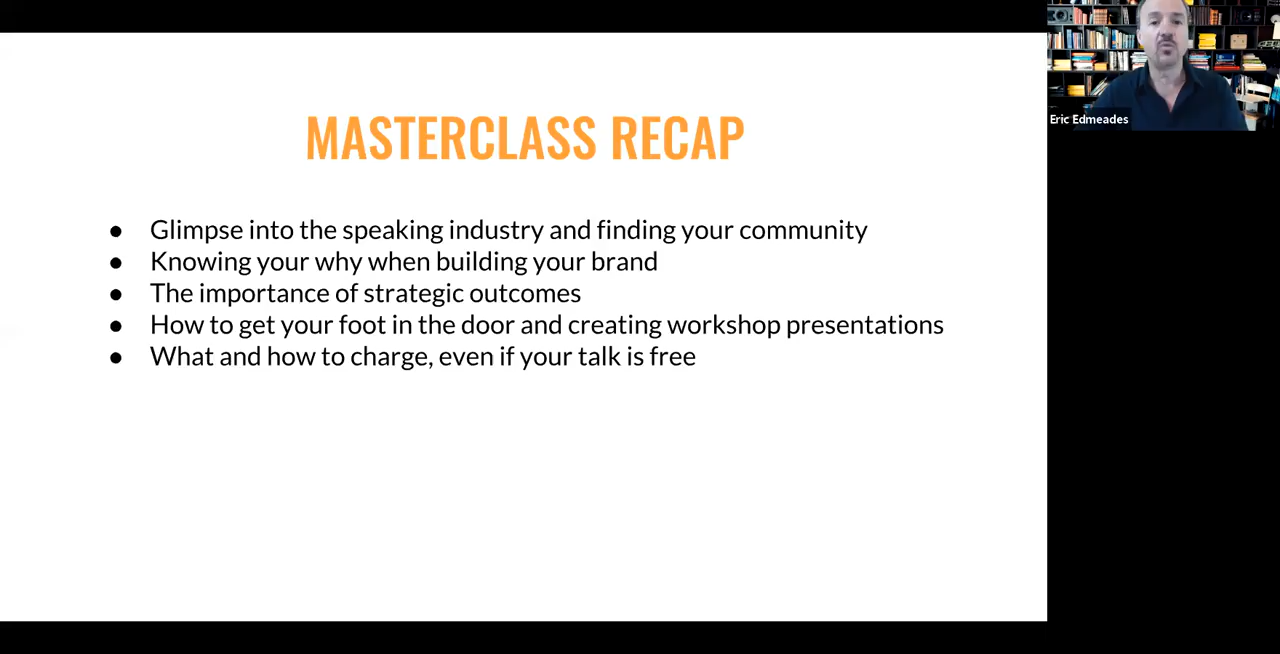 MASTERCLASS RECAP
● Glimpse into the speaking industry and finding your community
● Knowing your why when building your brand
● The importance of strategic outcomes
● How to get your foot in the door and creating workshop presentations
● What and how to charge, even if your talk is free
Eric Edmeades